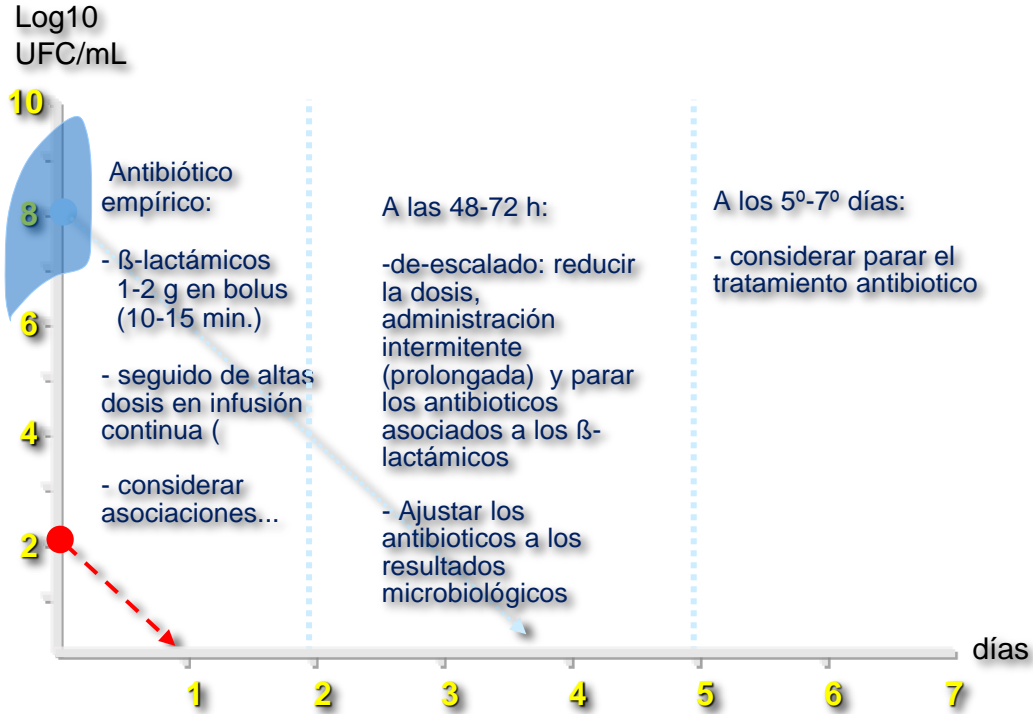 Log10
UFC/mL
10
8
6
4
2
Antibiótico
empírico:
- ß-lactámicos
1-2 g en bolus
(10-15 min.)
- seguido de altas
dosis en infusión
continua (
- considerar
asociaciones...
A las 48-72 h:
-de-escalado: reducir
la dosis,
administración
intermitente
(prolongada) y parar
los antibioticos
asociados a los ß-
lactámicos
- Ajustar los
antibioticos a los
resultados
microbiológicos
A los 5º-7º días:
- considerar parar el
tratamiento antibiotico
días
1 2 3 4 5 6 7